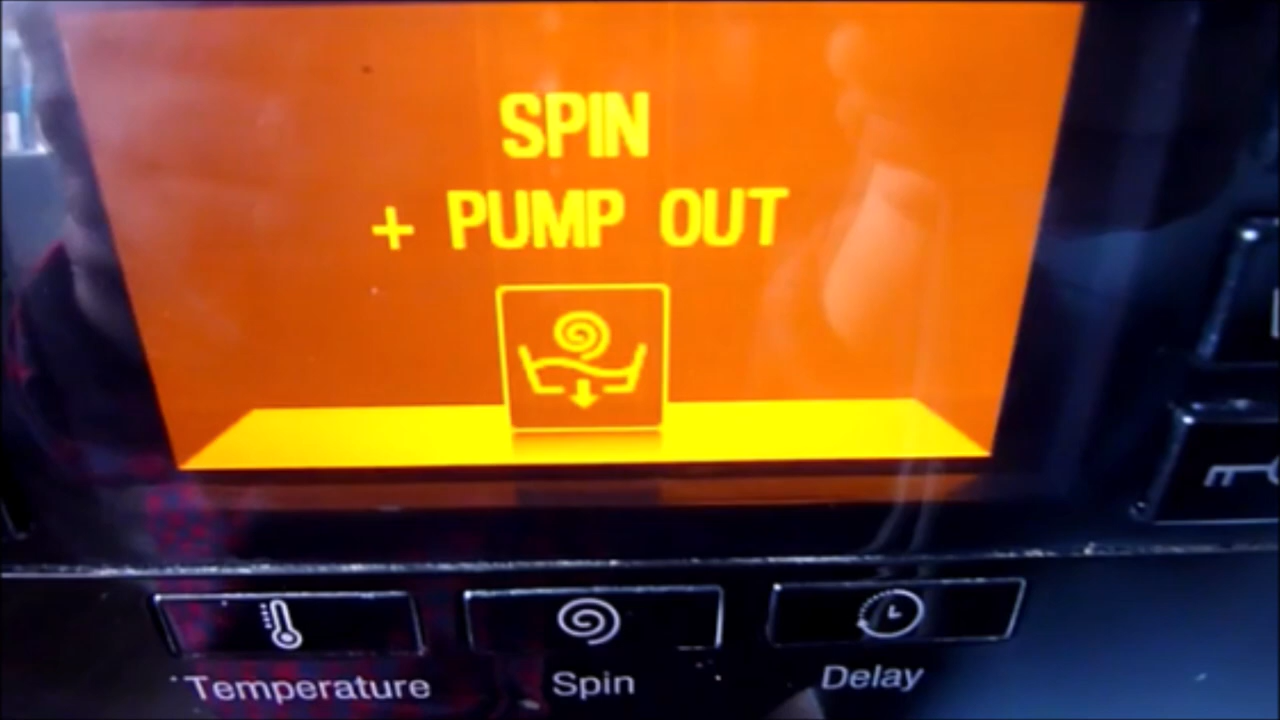 SPIN
+ PUMP OUT
Temperature
Spin
Delay